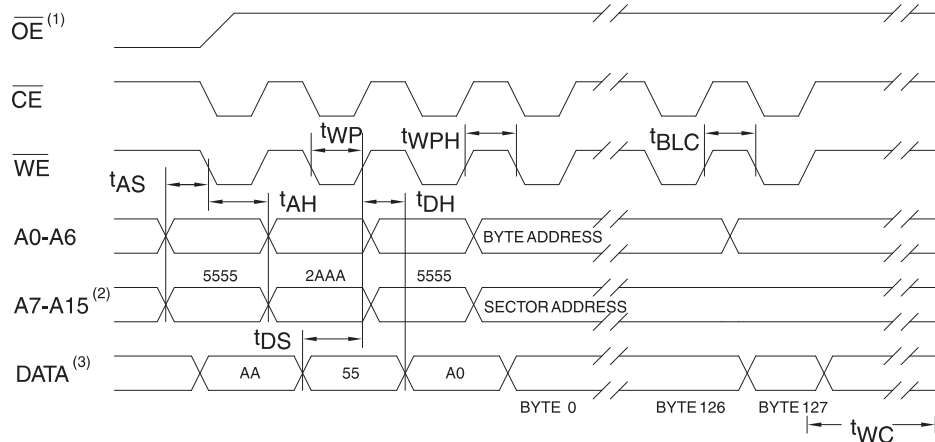 OE (1)
CE
tWP tWPH tBLC
WE
tAS tAH tDH
A0-A6 BYTE ADDRESS
5555 2AAA 5555
A7-A15 (2) SECTOR ADDRESS
tDS
DATA (3) AA 55 A0
BYTE 0 BYTE 126 BYTE 127
tWC